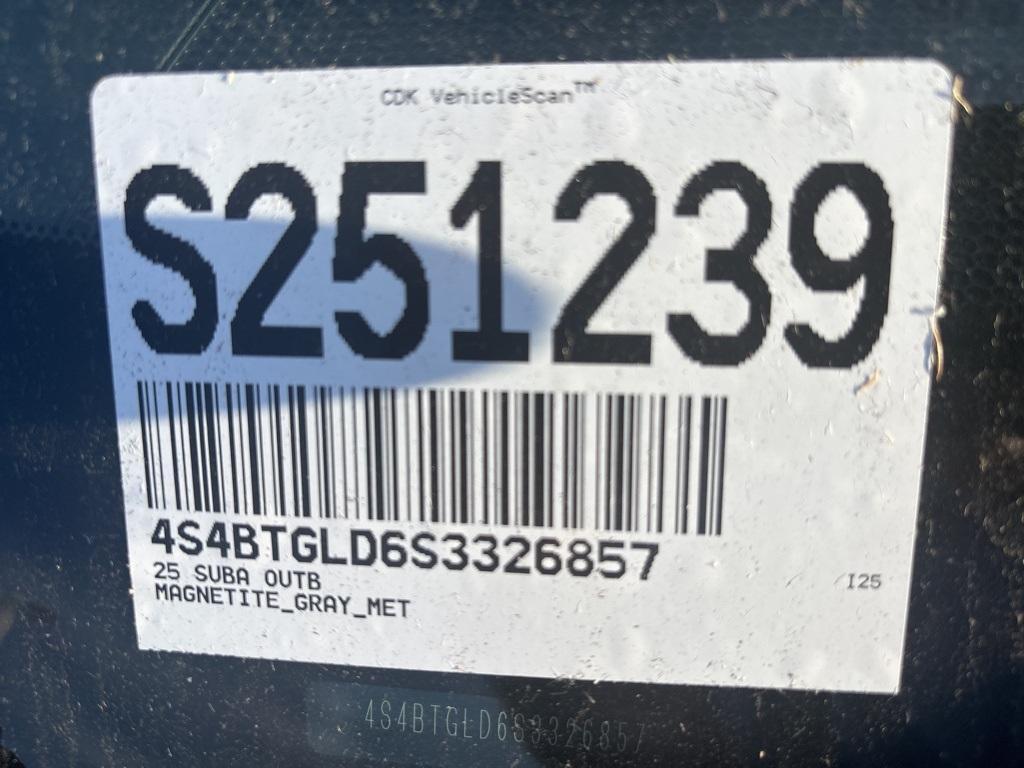 CDK VehicleScan™
S251239
4S4BTGLD6S3326857
25 SUBA OUTB
I25
MAGNETITE_GRAY_MET
4S4BTGLD6S3326857